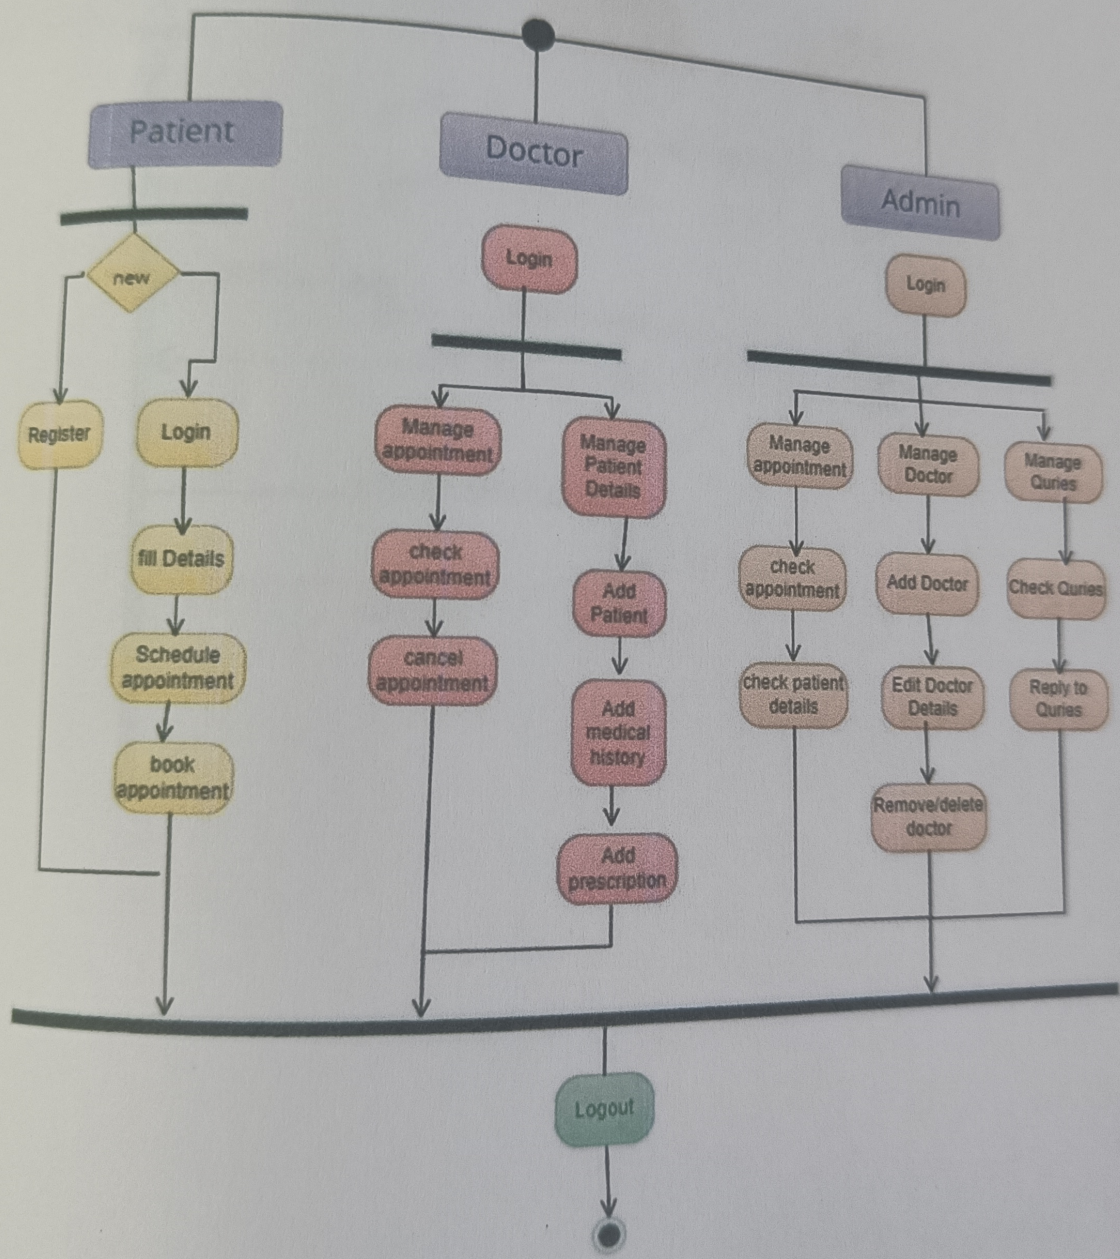 Patient
new
Register
Login
fill Details
Schedule
appointment
book
appointment
Doctor
Login
Manage
appointment
check
appointment
cancel
appointment
Manage
Patient
Details
Add
Patient
Add
medical
history
Add
prescription
Admin
Login
Manage
appointment
check
appointment
check patient
details
Manage
Doctor
Add Doctor
Edit Doctor
Details
Remove/delete
doctor
Manage
Quries
Check Quries
Reply to
Quries
Logout